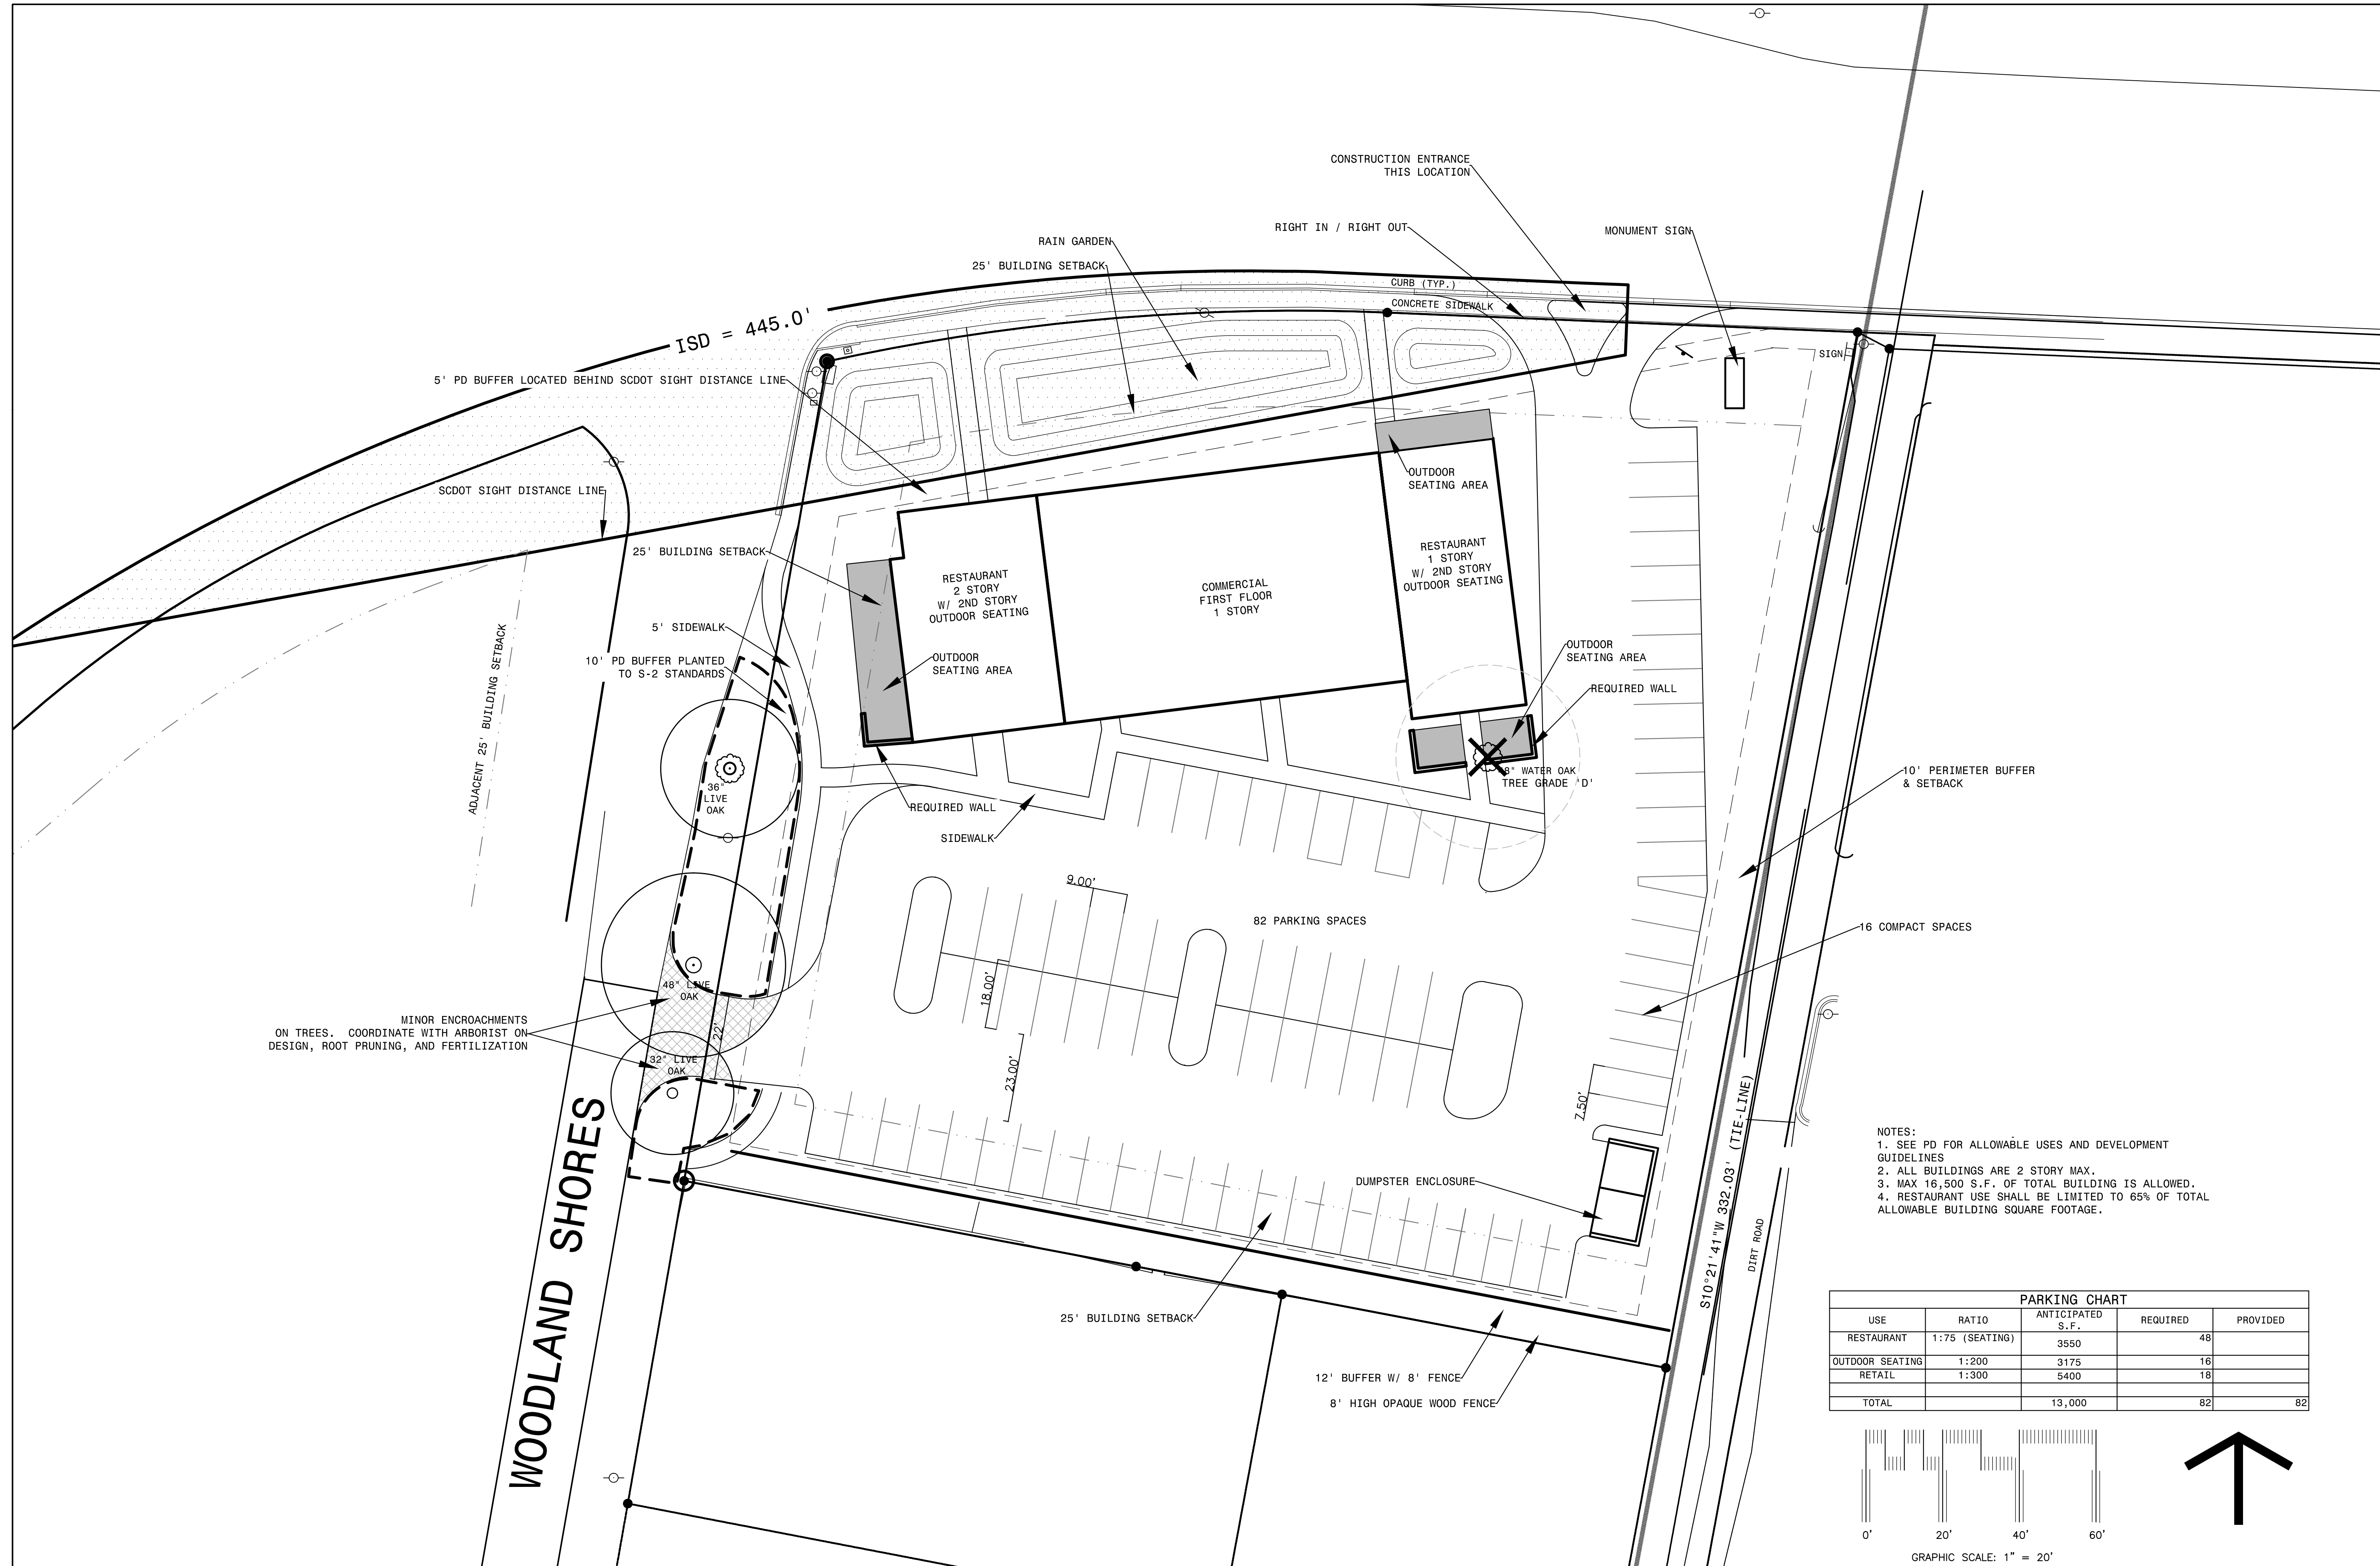 CONSTRUCTION ENTRANCE
THIS LOCATION
RIGHT IN / RIGHT OUT
MONUMENT SIGN
RAIN GARDEN
25' BUILDING SETBACK
CURB (TYP.)
CONCRETE SIDEWALK
ISD = 445.0'
SIGN
5' PD BUFFER LOCATED BEHIND SCDOT SIGHT DISTANCE LINE
SCDOT SIGHT DISTANCE LINE
OUTDOOR
SEATING AREA
25' BUILDING SETBACK
RESTAURANT
2 STORY
W/ 2ND STORY
OUTDOOR SEATING
COMMERCIAL
FIRST FLOOR
1 STORY
RESTAURANT
1 STORY
W/ 2ND STORY
OUTDOOR SEATING
5' SIDEWALK
10' PD BUFFER PLANTED
TO S-2 STANDARDS
OUTDOOR
SEATING AREA
OUTDOOR
SEATING AREA
REQUIRED WALL
ADJACENT 25' BUILDING SETBACK
36"
LIVE
OAK
8" WATER OAK
TREE GRADE 'D'
10' PERIMETER BUFFER
& SETBACK
REQUIRED WALL
SIDEWALK
9.00'
82 PARKING SPACES
16 COMPACT SPACES
48" LIVE
OAK
18.00'
MINOR ENCROACHMENTS
ON TREES. COORDINATE WITH ARBORIST ON
DESIGN, ROOT PRUNING, AND FERTILIZATION
22'
32" LIVE
OAK
23.00'
7.50'
WOODLAND SHORES
DUMPSTER ENCLOSURE
S10°21'41"W 332.03' (TIE-LINE)
DIRT ROAD
25' BUILDING SETBACK
12' BUFFER W/ 8' FENCE
8' HIGH OPAQUE WOOD FENCE
NOTES:
1. SEE PD FOR ALLOWABLE USES AND DEVELOPMENT
GUIDELINES
2. ALL BUILDINGS ARE 2 STORY MAX.
3. MAX 16,500 S.F. OF TOTAL BUILDING IS ALLOWED.
4. RESTAURANT USE SHALL BE LIMITED TO 65% OF TOTAL
ALLOWABLE BUILDING SQUARE FOOTAGE.
PARKING CHART
USE RATIO ANTICIPATED S.F. REQUIRED PROVIDED
RESTAURANT 1:75 (SEATING) 3550 48
OUTDOOR SEATING 1:200 3175 16
RETAIL 1:300 5400 18
TOTAL 13,000 82 82
0' 20' 40' 60'
GRAPHIC SCALE: 1" = 20'